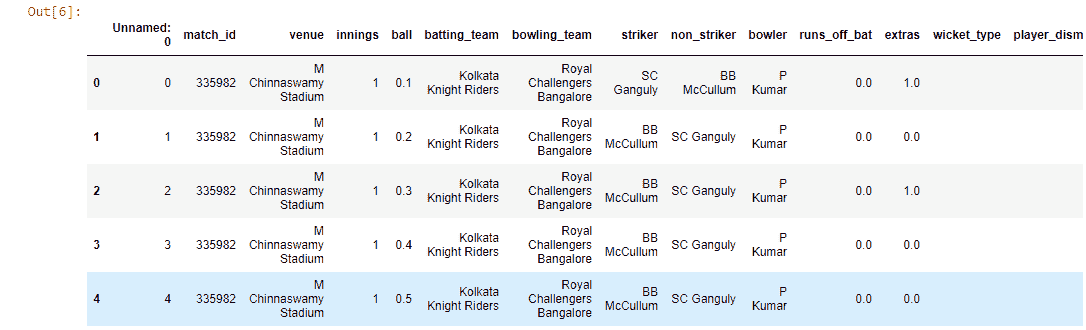 Out[6]:
Unnamed: 0 match_id venue innings ball batting_team bowling_team striker non_striker bowler runs_off_bat extras wicket_type player_dism
0 0 335982 M Chinnaswamy Stadium 1 0.1 Kolkata Knight Riders Royal Challengers Bangalore SC Ganguly BB McCullum P Kumar 0.0 1.0
1 1 335982 M Chinnaswamy Stadium 1 0.2 Kolkata Knight Riders Royal Challengers Bangalore BB McCullum SC Ganguly P Kumar 0.0 0.0
2 2 335982 M Chinnaswamy Stadium 1 0.3 Kolkata Knight Riders Royal Challengers Bangalore BB McCullum SC Ganguly P Kumar 0.0 1.0
3 3 335982 M Chinnaswamy Stadium 1 0.4 Kolkata Knight Riders Royal Challengers Bangalore BB McCullum SC Ganguly P Kumar 0.0 0.0
4 4 335982 M Chinnaswamy Stadium 1 0.5 Kolkata Knight Riders Royal Challengers Bangalore BB McCullum SC Ganguly P Kumar 0.0 0.0